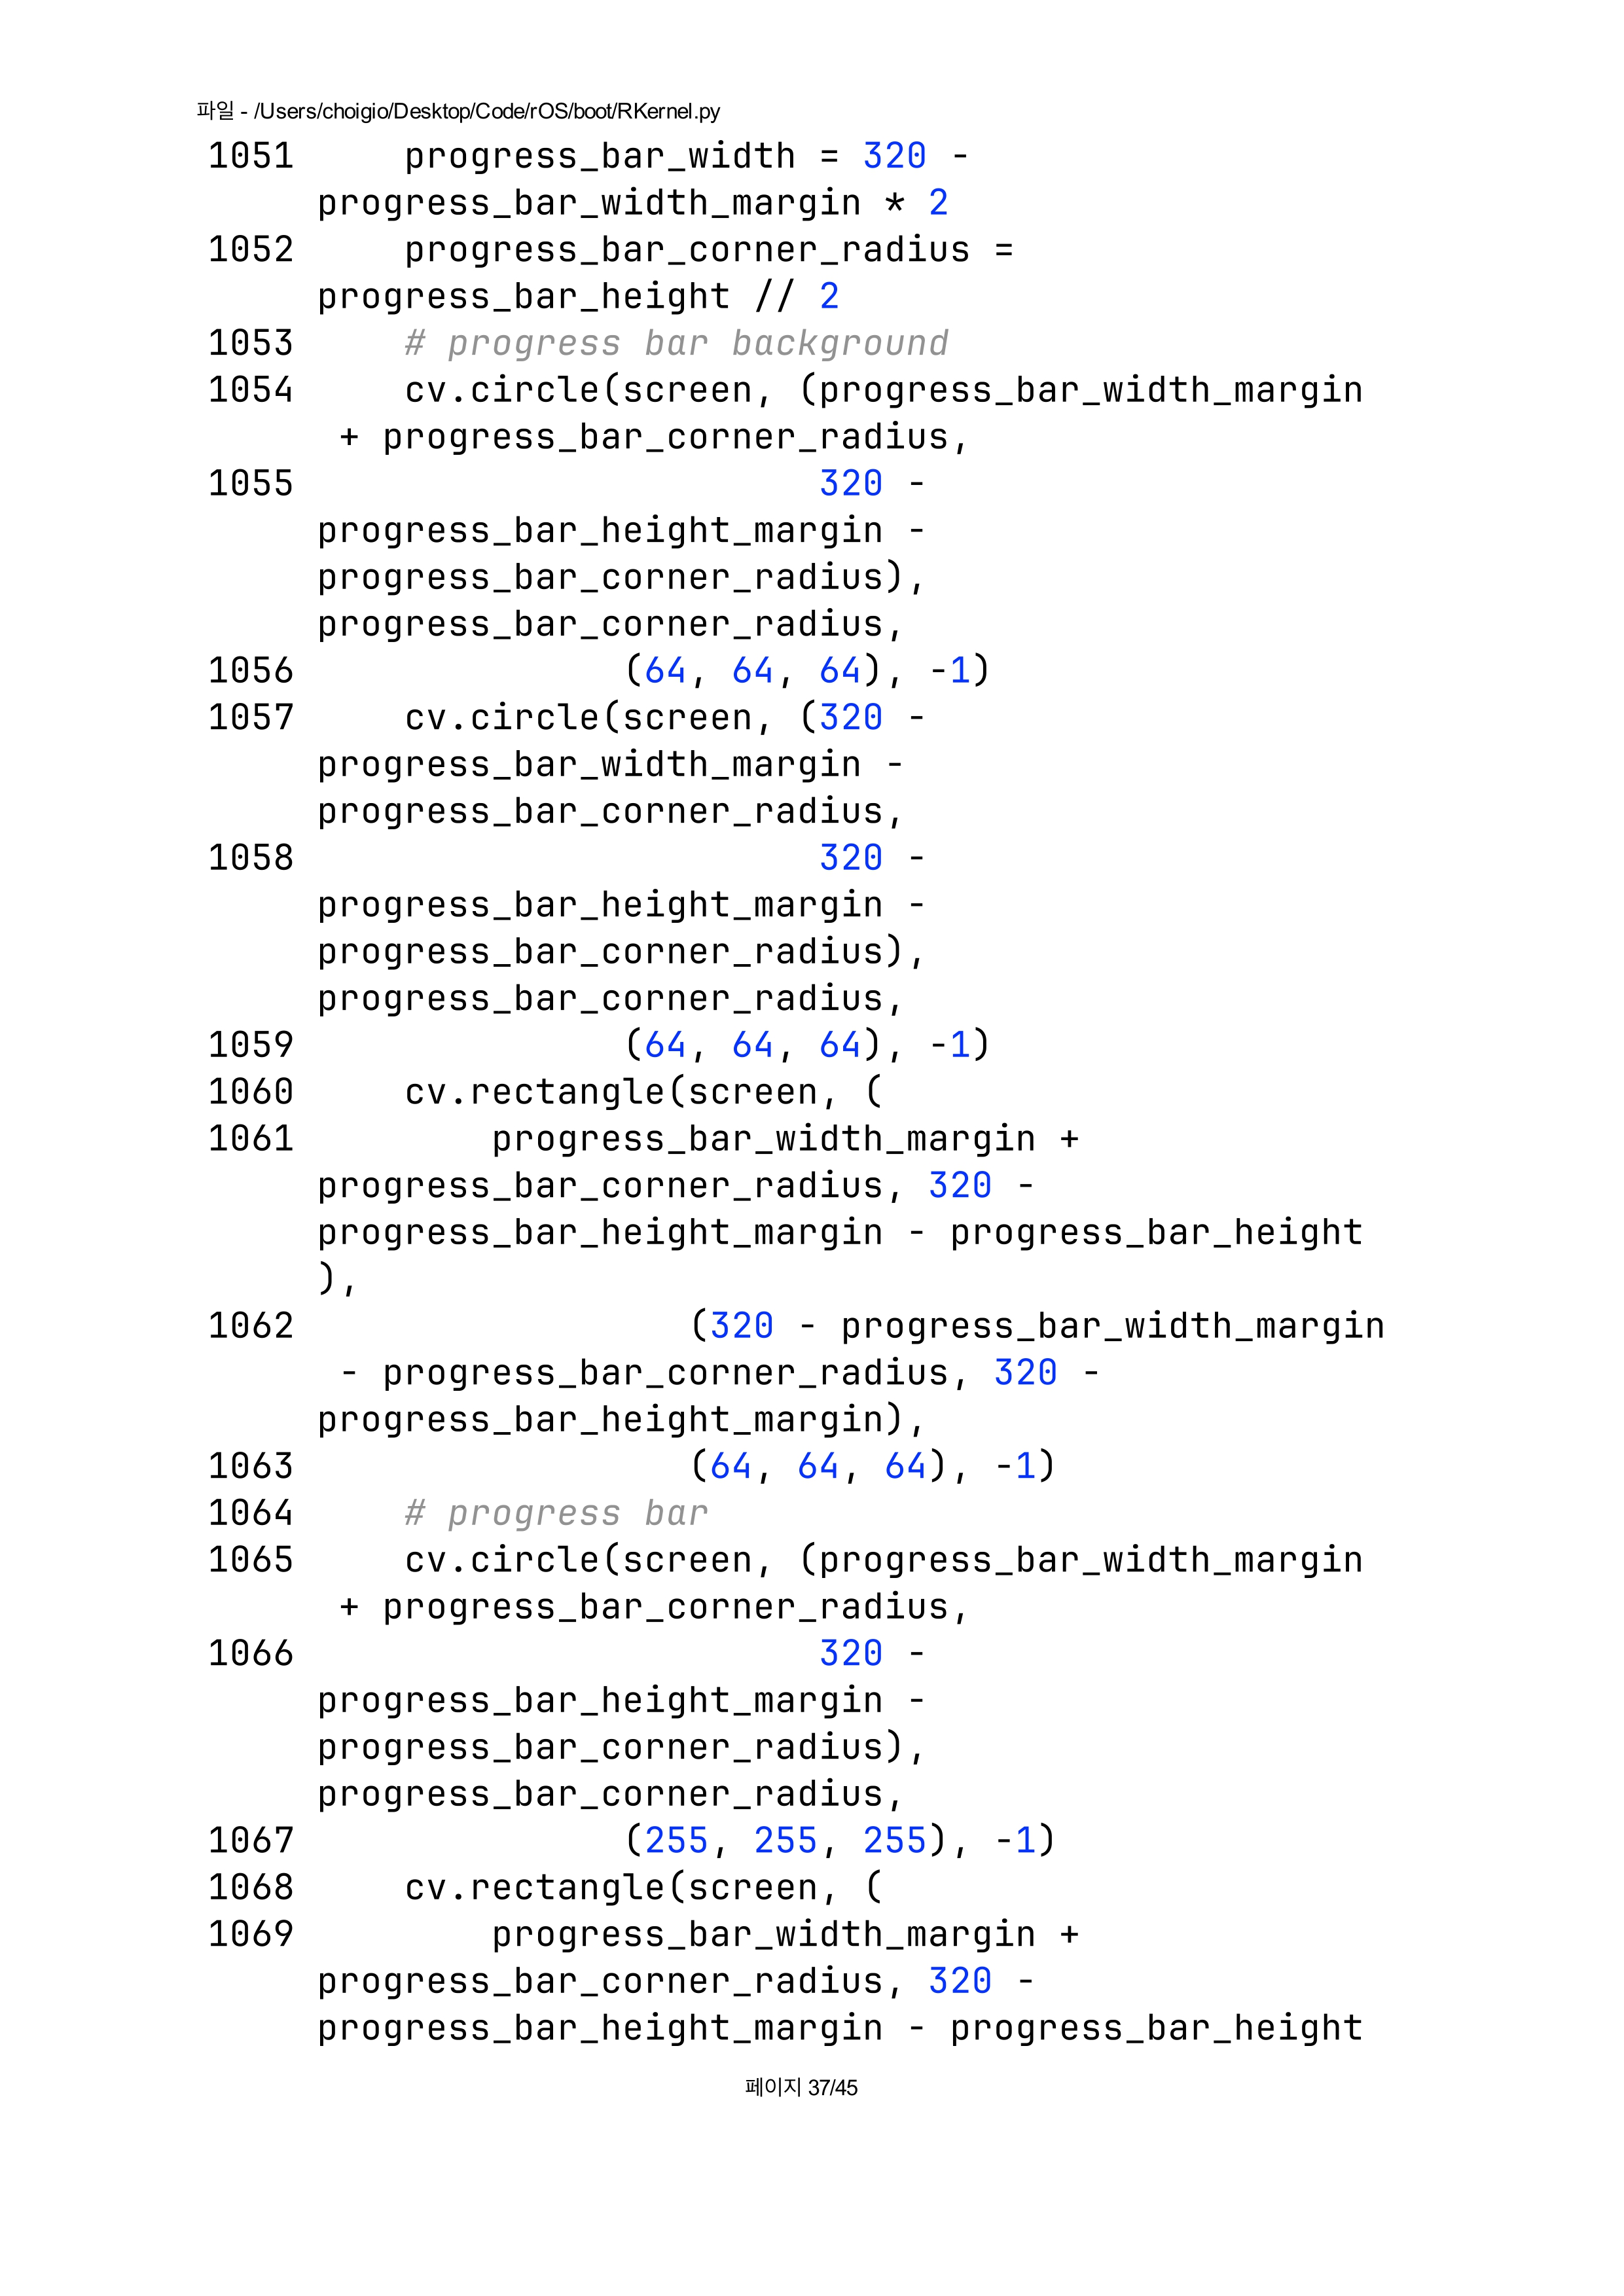 파일 - /Users/choigio/Desktop/Code/rOS/boot/RKernel.py
1051     progress_bar_width = 320 -
     progress_bar_width_margin * 2
1052     progress_bar_corner_radius =
     progress_bar_height // 2
1053     # progress bar background
1054     cv.circle(screen, (progress_bar_width_margin
      + progress_bar_corner_radius,
1055                        320 -
     progress_bar_height_margin -
     progress_bar_corner_radius),
     progress_bar_corner_radius,
1056               (64, 64, 64), -1)
1057     cv.circle(screen, (320 -
     progress_bar_width_margin -
     progress_bar_corner_radius,
1058                        320 -
     progress_bar_height_margin -
     progress_bar_corner_radius),
     progress_bar_corner_radius,
1059               (64, 64, 64), -1)
1060     cv.rectangle(screen, (
1061         progress_bar_width_margin +
     progress_bar_corner_radius, 320 -
     progress_bar_height_margin - progress_bar_height
     ),
1062                  (320 - progress_bar_width_margin
      - progress_bar_corner_radius, 320 -
     progress_bar_height_margin),
1063                  (64, 64, 64), -1)
1064     # progress bar
1065     cv.circle(screen, (progress_bar_width_margin
      + progress_bar_corner_radius,
1066                        320 -
     progress_bar_height_margin -
     progress_bar_corner_radius),
     progress_bar_corner_radius,
1067               (255, 255, 255), -1)
1068     cv.rectangle(screen, (
1069         progress_bar_width_margin +
     progress_bar_corner_radius, 320 -
     progress_bar_height_margin - progress_bar_height
페이지 37/45